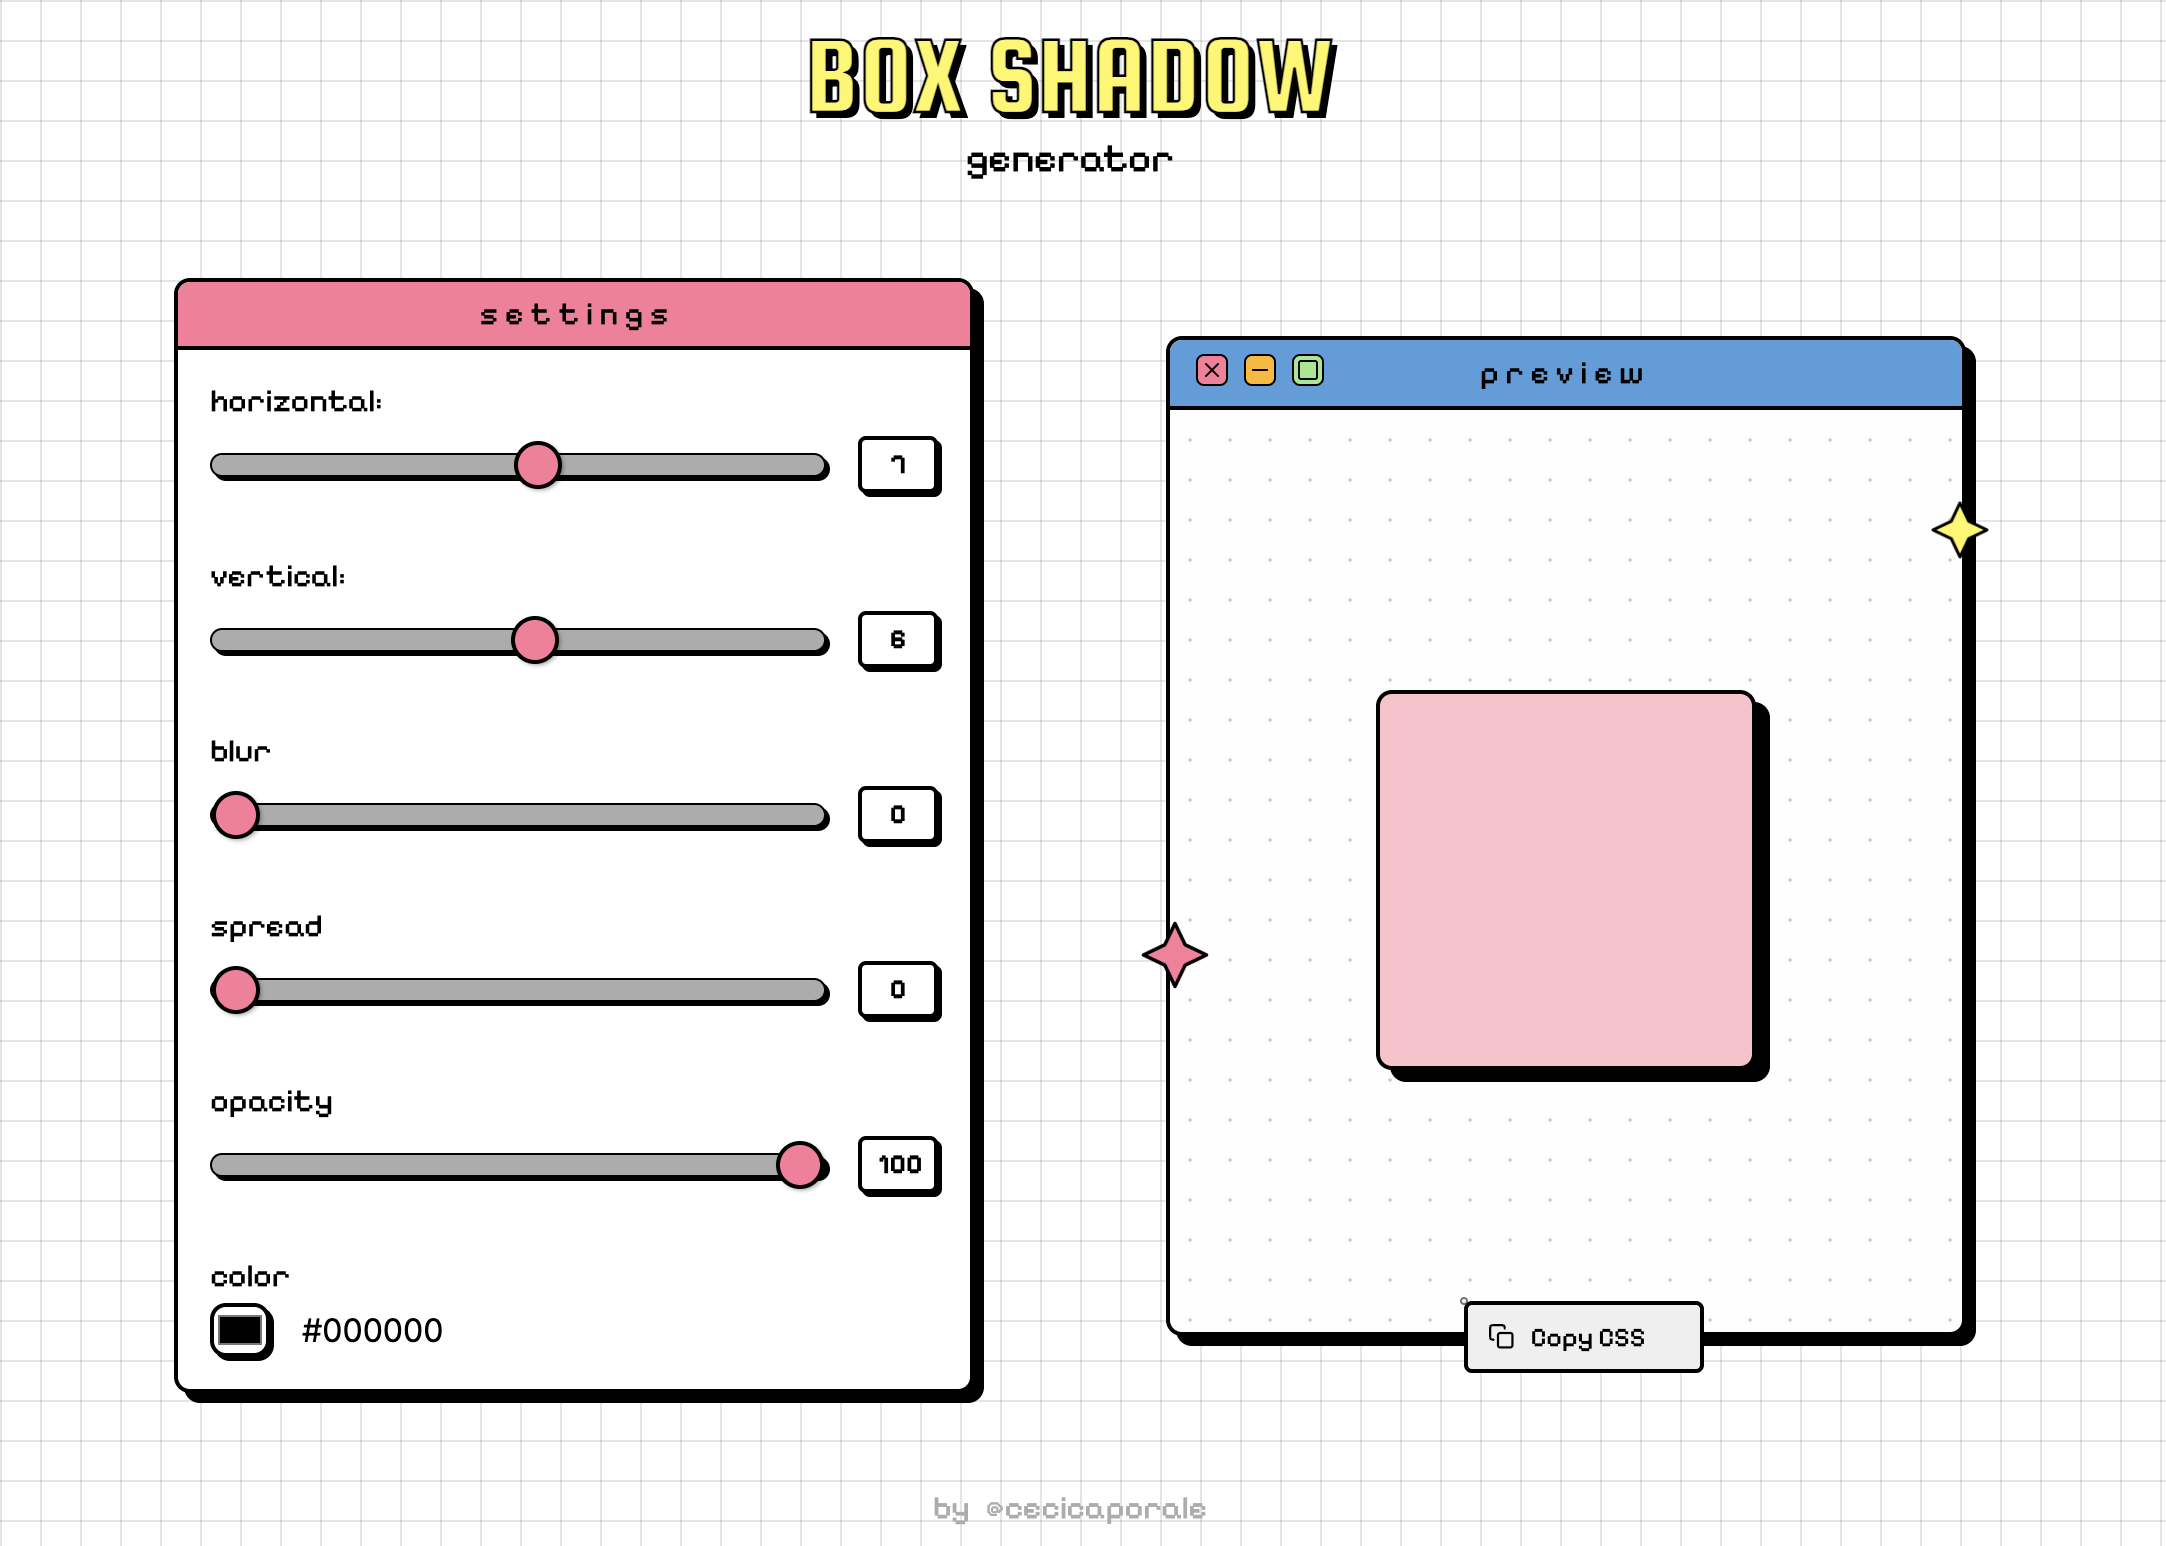 BOX SHADOW
generator
settings
horizontal:
7
vertical:
6
blur
0
spread
0
opacity
100
color
#000000
preview
Copy CSS
by @cecicaporale